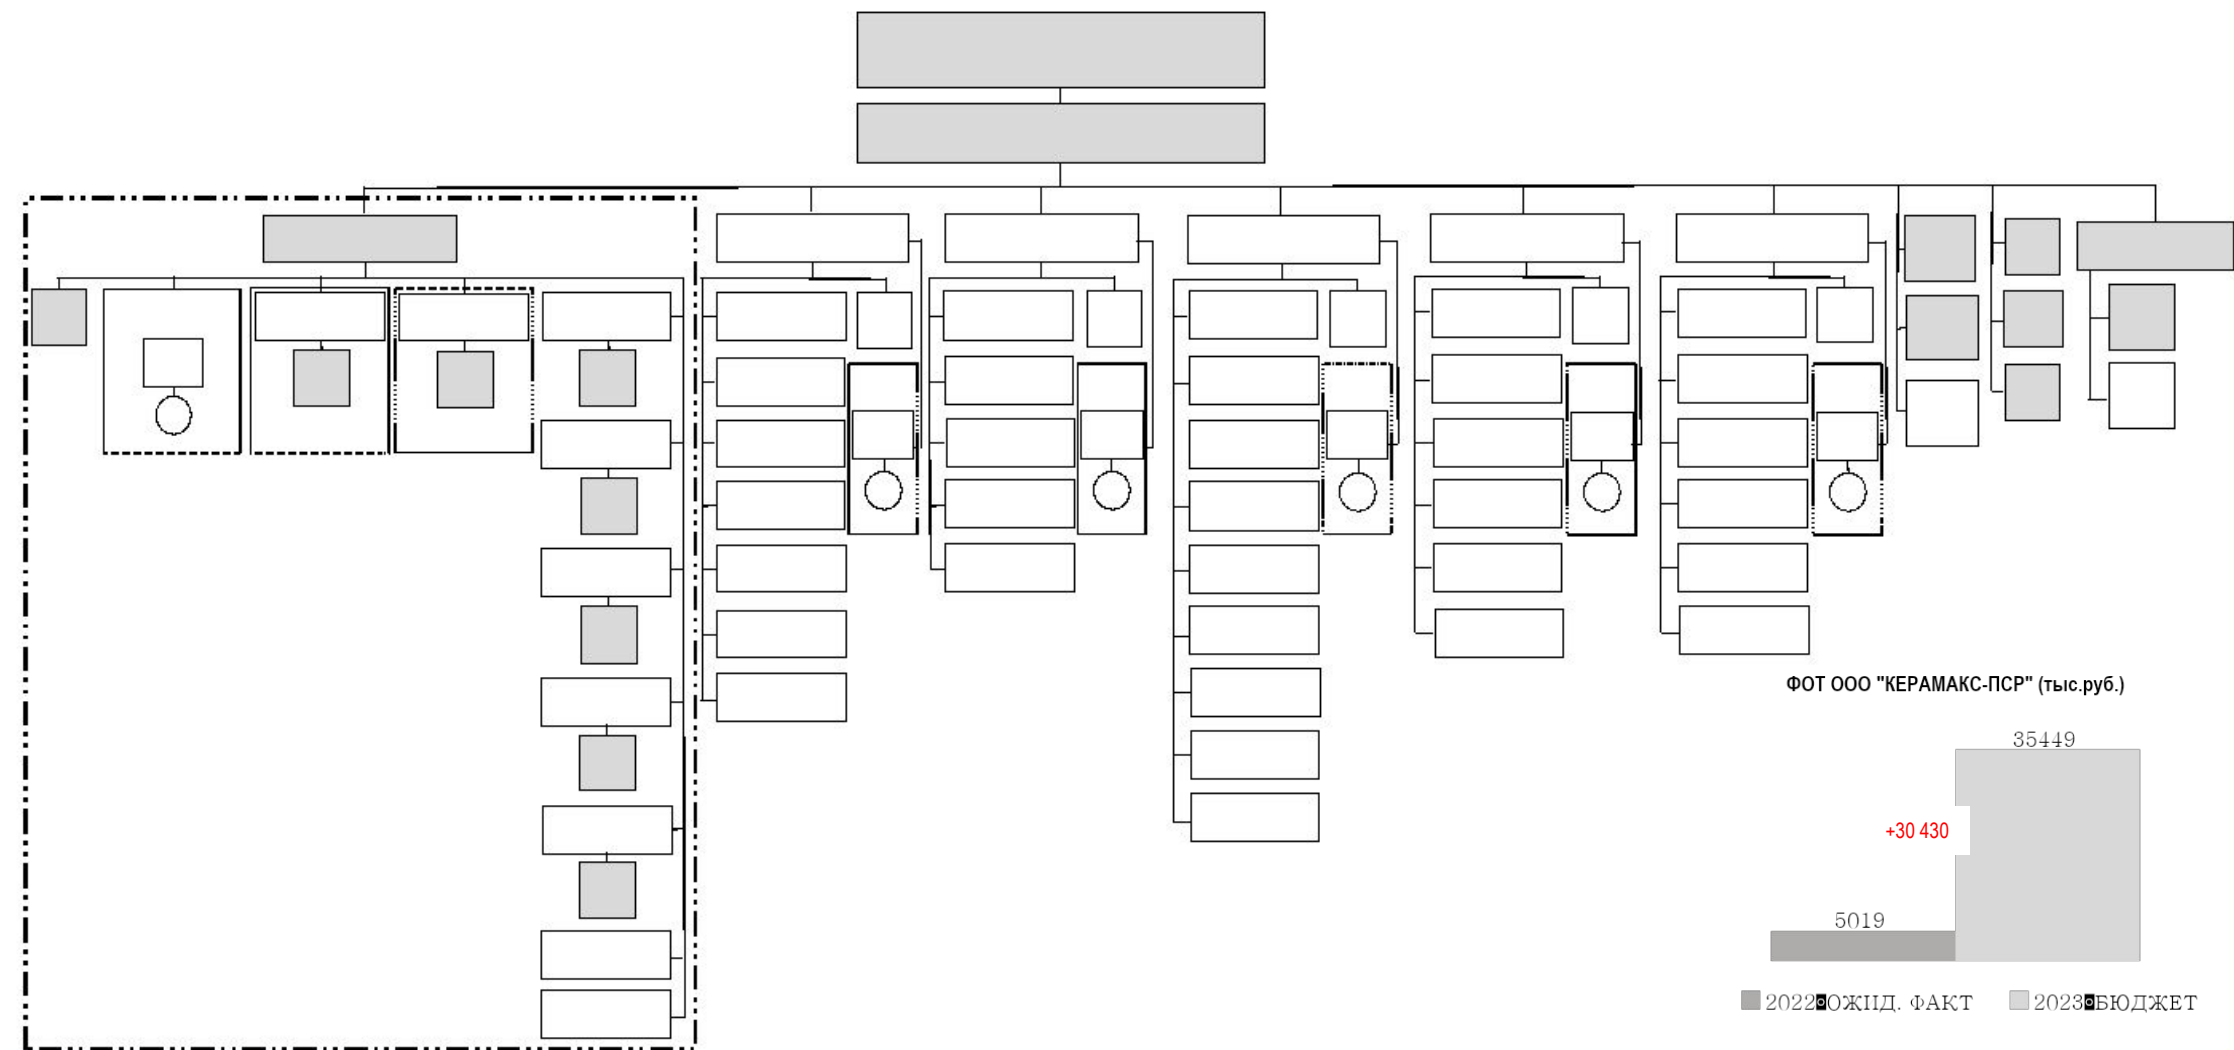 ФОТ ООО "КЕРАМАКС-ПСР" (тыс.руб.)
35449
+30 430
5019
2022 ОЖИД. ФАКТ
2023 БЮДЖЕТ